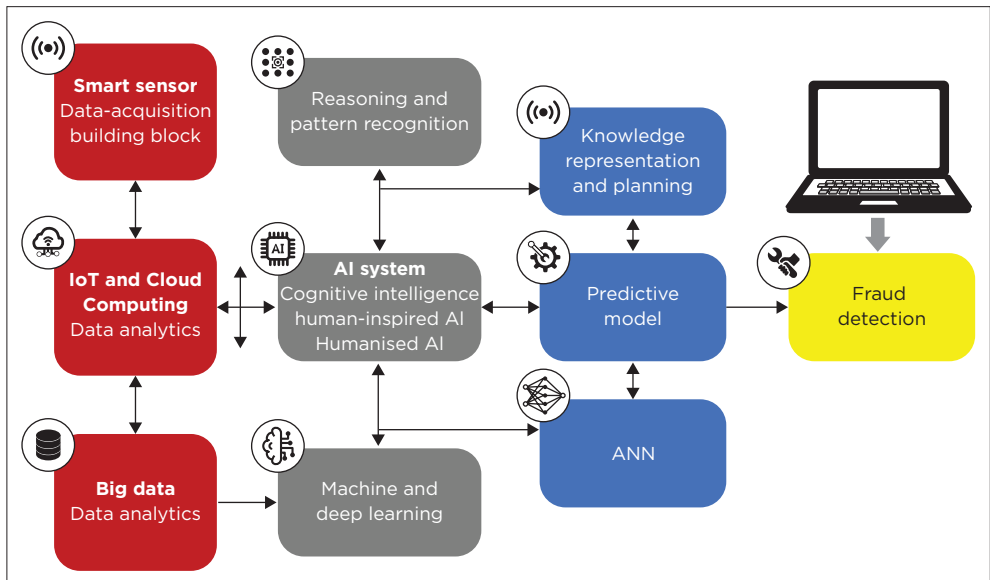 Smart sensor
Data-acquisition
building block
Reasoning and
pattern recognition
Knowledge
representation
and planning
IoT and Cloud
Computing
Data analytics
AI
AI system
Cognitive intelligence
human-inspired AI
Humanised AI
Predictive
model
Fraud
detection
Big data
Data analytics
Machine and
deep learning
ANN